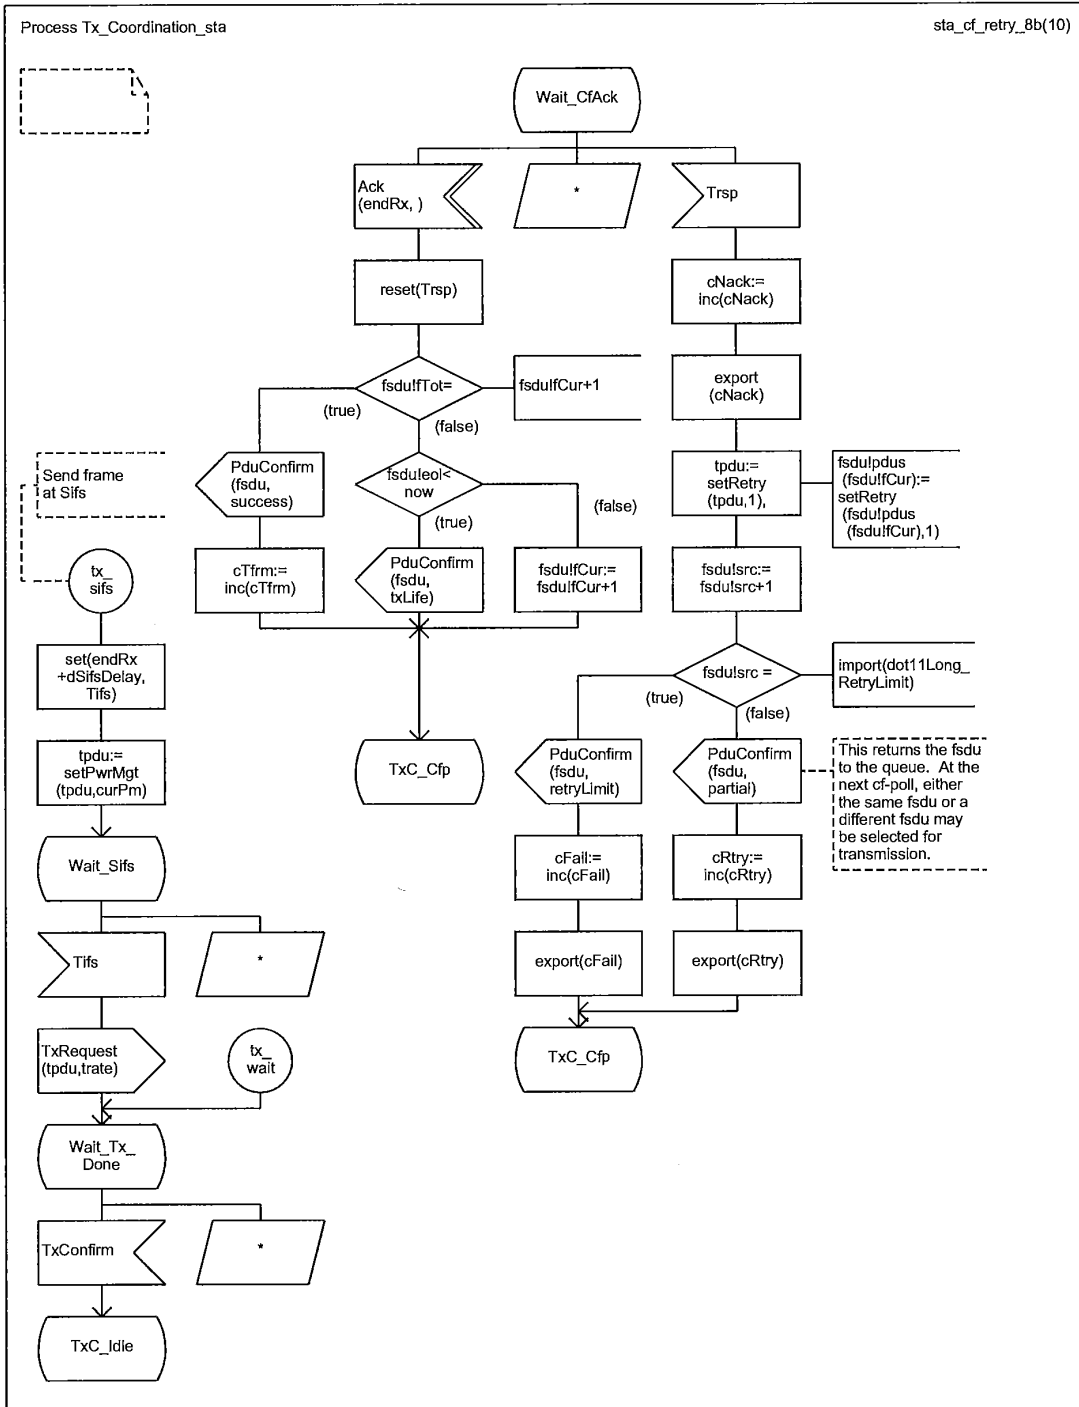 Process Tx_Coordination_sta
sta_cf_retry_8b(10)
Wait_CfAck
Ack
(endRx, )
*
Trsp
reset(Trsp)
cNack:=
inc(cNack)
fsdu!fTot=
fsdu!fCur+1
(true)
(false)
export
(cNack)
Send frame
at Sifs
PduConfirm
(fsdu,
success)
fsdu!eol<
now
(true)
(false)
tpdu:=
setRetry
(tpdu,1),
fsdu!pdus
(fsdu!fCur):=
setRetry
(fsdu!pdus
(fsdu!fCur),1)
tx_
sifs
cTfrm:=
inc(cTfrm)
PduConfirm
(fsdu,
txLife)
fsdu!fCur:=
fsdu!fCur+1
fsdu!src:=
fsdu!src+1
set(endRx
+dSifsDelay,
Tifs)
fsdu!src =
import(dot11Long_
RetryLimit)
(true)
(false)
tpdu:=
setPwrMgt
(tpdu,curPm)
TxC_Cfp
PduConfirm
(fsdu,
retryLimit)
PduConfirm
(fsdu,
partial)
This returns the fsdu
to the queue. At the
next cf-poll, either
the same fsdu or a
different fsdu may
be selected for
transmission.
Wait_Sifs
cFail:=
inc(cFail)
cRtry:=
inc(cRtry)
Tifs
*
export(cFail)
export(cRtry)
TxRequest
(tpdu,trate)
tx_
wait
TxC_Cfp
Wait_Tx_
Done
TxConfirm
*
TxC_Idle